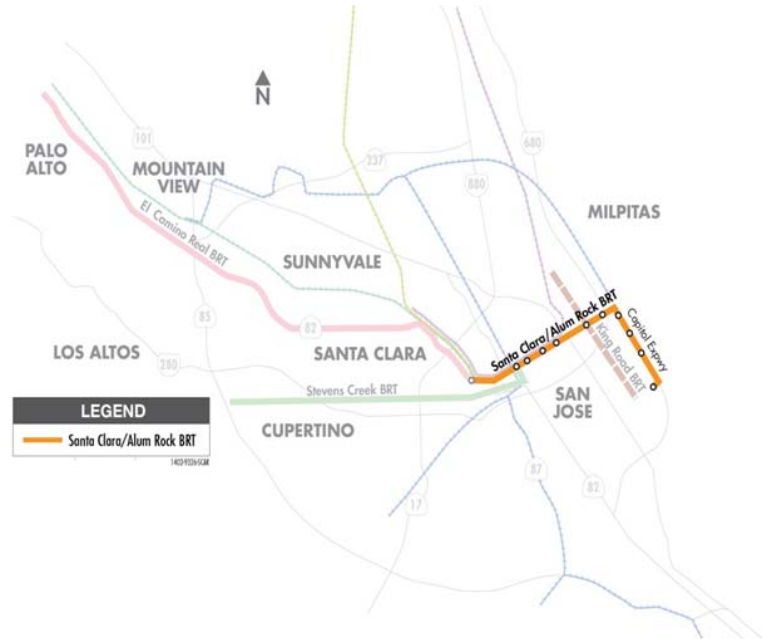 N
101
237
680
PALO
ALTO
MOUNTAIN
VIEW
880
MILPITAS
El Camino Real BRT
SUNNYVALE
Santa Clara/Alum Rock BRT
Capitol Expwy
King Road BRT
85
82
LOS ALTOS
280
SANTA CLARA
Stevens Creek BRT
SAN
JOSE
LEGEND
Santa Clara/Alum Rock BRT
CUPERTINO
87
82
17